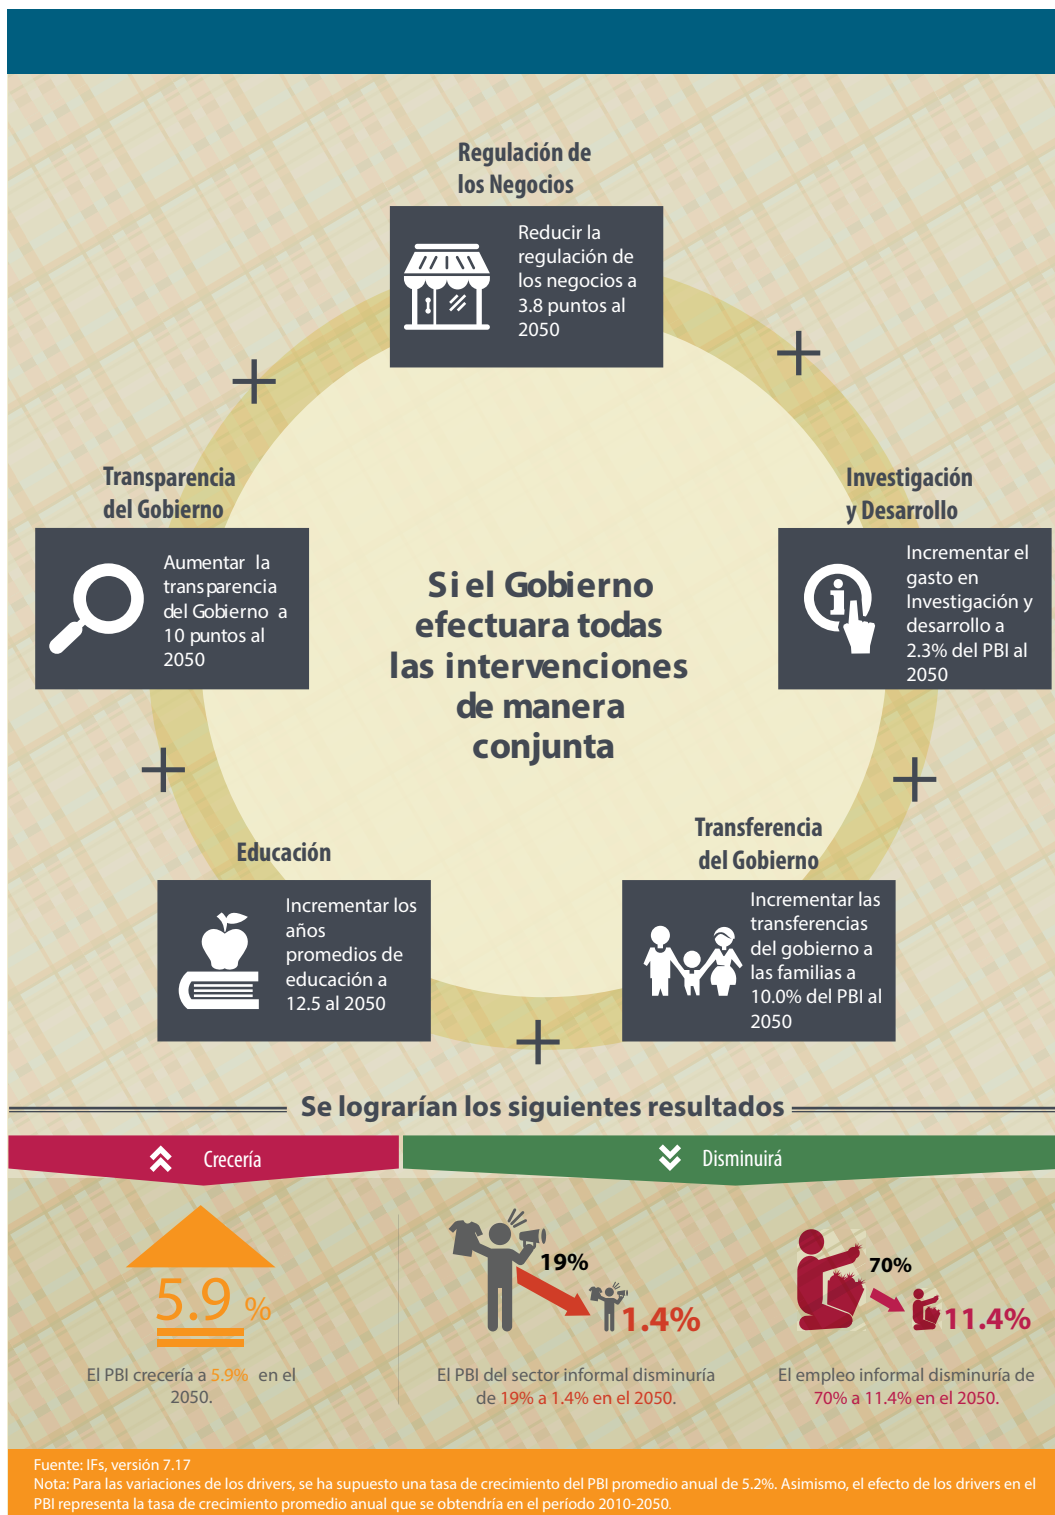 Regulación de
los Negocios
Reducir la
regulación de
los negocios a
3.8 puntos al
2050
Transparencia
del Gobierno
Aumentar la
transparencia
del Gobierno a
10 puntos al
2050
Investigación
y Desarrollo
Incrementar el
gasto en
Investigación y
desarrollo a
2.3% del PBI al
2050
Si el Gobierno
efectuara todas
las intervenciones
de manera
conjunta
Educación
Incrementar los
años
promedios de
educación a
12.5 al 2050
Transferencia
del Gobierno
Incrementar las
transferencias
del gobierno a
las familias a
10.0% del PBI al
2050
Se lograrían los siguientes resultados
Crecería
Disminuirá
5.9 %
El PBI crecería a 5.9% en el
2050.
19%
1.4%
El PBI del sector informal disminuría
de 19% a 1.4% en el 2050.
70%
11.4%
El empleo informal disminuría de
70% a 11.4% en el 2050.
Fuente: IFs, versión 7.17
Nota: Para las variaciones de los drivers, se ha supuesto una tasa de crecimiento del PBI promedio anual de 5.2%. Asimismo, el efecto de los drivers en el
PBI representa la tasa de crecimiento promedio anual que se obtendría en el período 2010-2050.